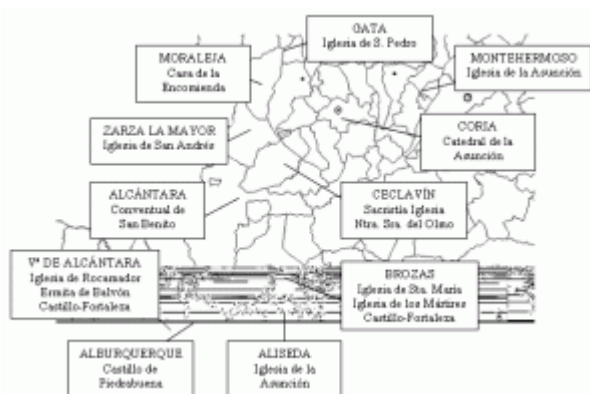 GATA
Iglesia de S. Pedro
MORALEJA
Casa de la
Encomienda
MONTEHERMOSO
Iglesia de la Asunción
ZARZA LA MAYOR
Iglesia de San Andrés
CORIA
Catedral de la
Asunción
ALCÁNTARA
Conventual de
San Benito
CECLAVÍN
Sacristía Iglesia
Ntra. Sra. del Olmo
Vª DE ALCÁNTARA
Iglesia de Rocamador
Ermita de Balvón
Castillo-Fortaleza
BROZAS
Iglesia de Sta. María
Iglesia de los Mártires
Castillo-Fortaleza
ALBURQUERQUE
Castillo de
Piedrabuena
ALISEDA
Iglesia de la
Asunción